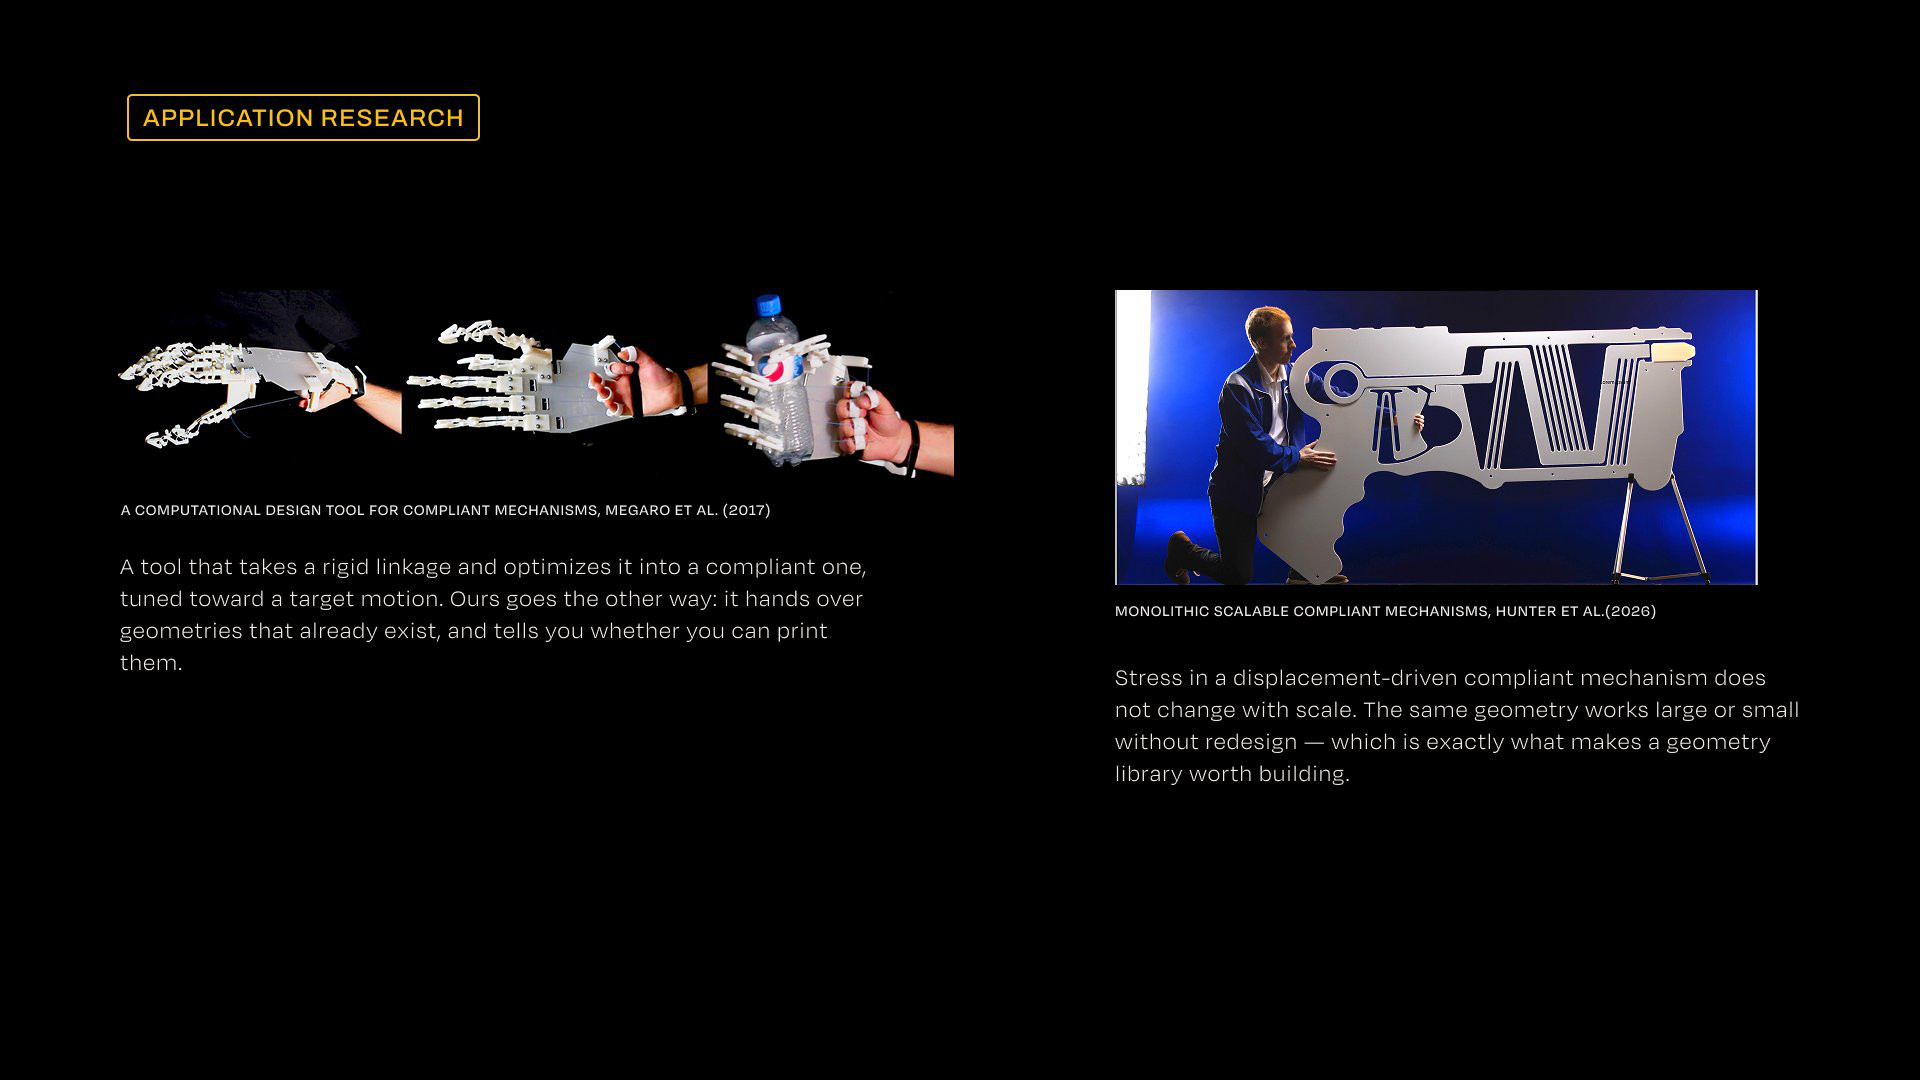 APPLICATION RESEARCH
A COMPUTATIONAL DESIGN TOOL FOR COMPLIANT MECHANISMS, MEGARO ET AL. (2017)
A tool that takes a rigid linkage and optimizes it into a compliant one,
tuned toward a target motion. Ours goes the other way: it hands over
geometries that already exist, and tells you whether you can print
them.
MONOLITHIC SCALABLE COMPLIANT MECHANISMS, HUNTER ET AL.(2026)
Stress in a displacement-driven compliant mechanism does
not change with scale. The same geometry works large or small
without redesign — which is exactly what makes a geometry
library worth building.